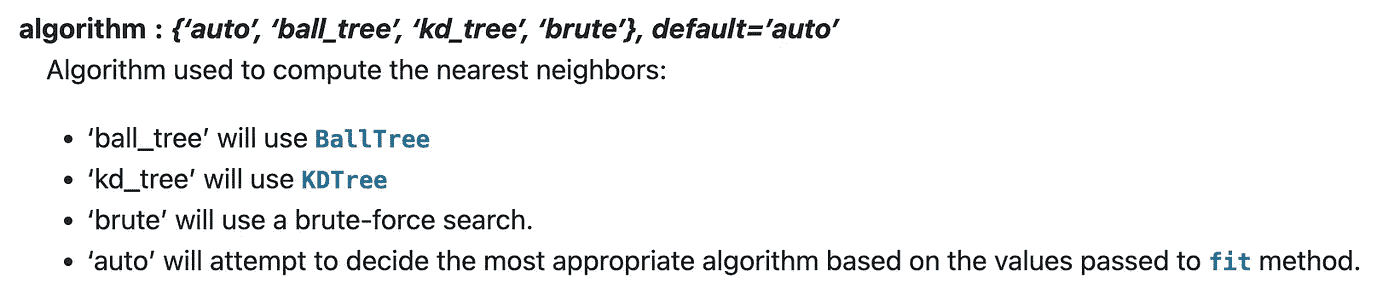 algorithm : {‘auto’, ‘ball_tree’, ‘kd_tree’, ‘brute’}, default=’auto’
Algorithm used to compute the nearest neighbors:
• ‘ball_tree’ will use BallTree
• ‘kd_tree’ will use KDTree
• ‘brute’ will use a brute-force search.
• ‘auto’ will attempt to decide the most appropriate algorithm based on the values passed to fit method.